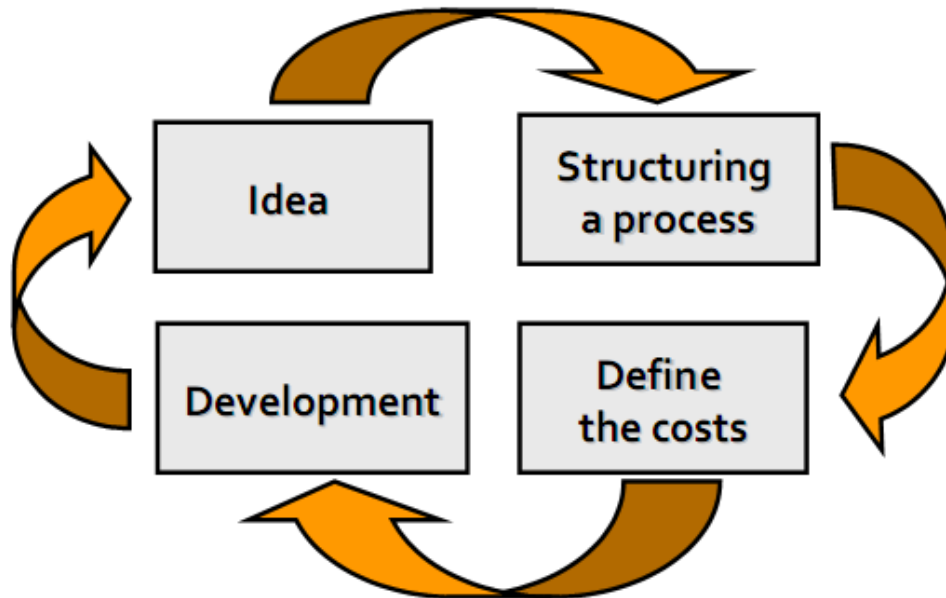 Idea
Structuring
a process
Development
Define
the costs